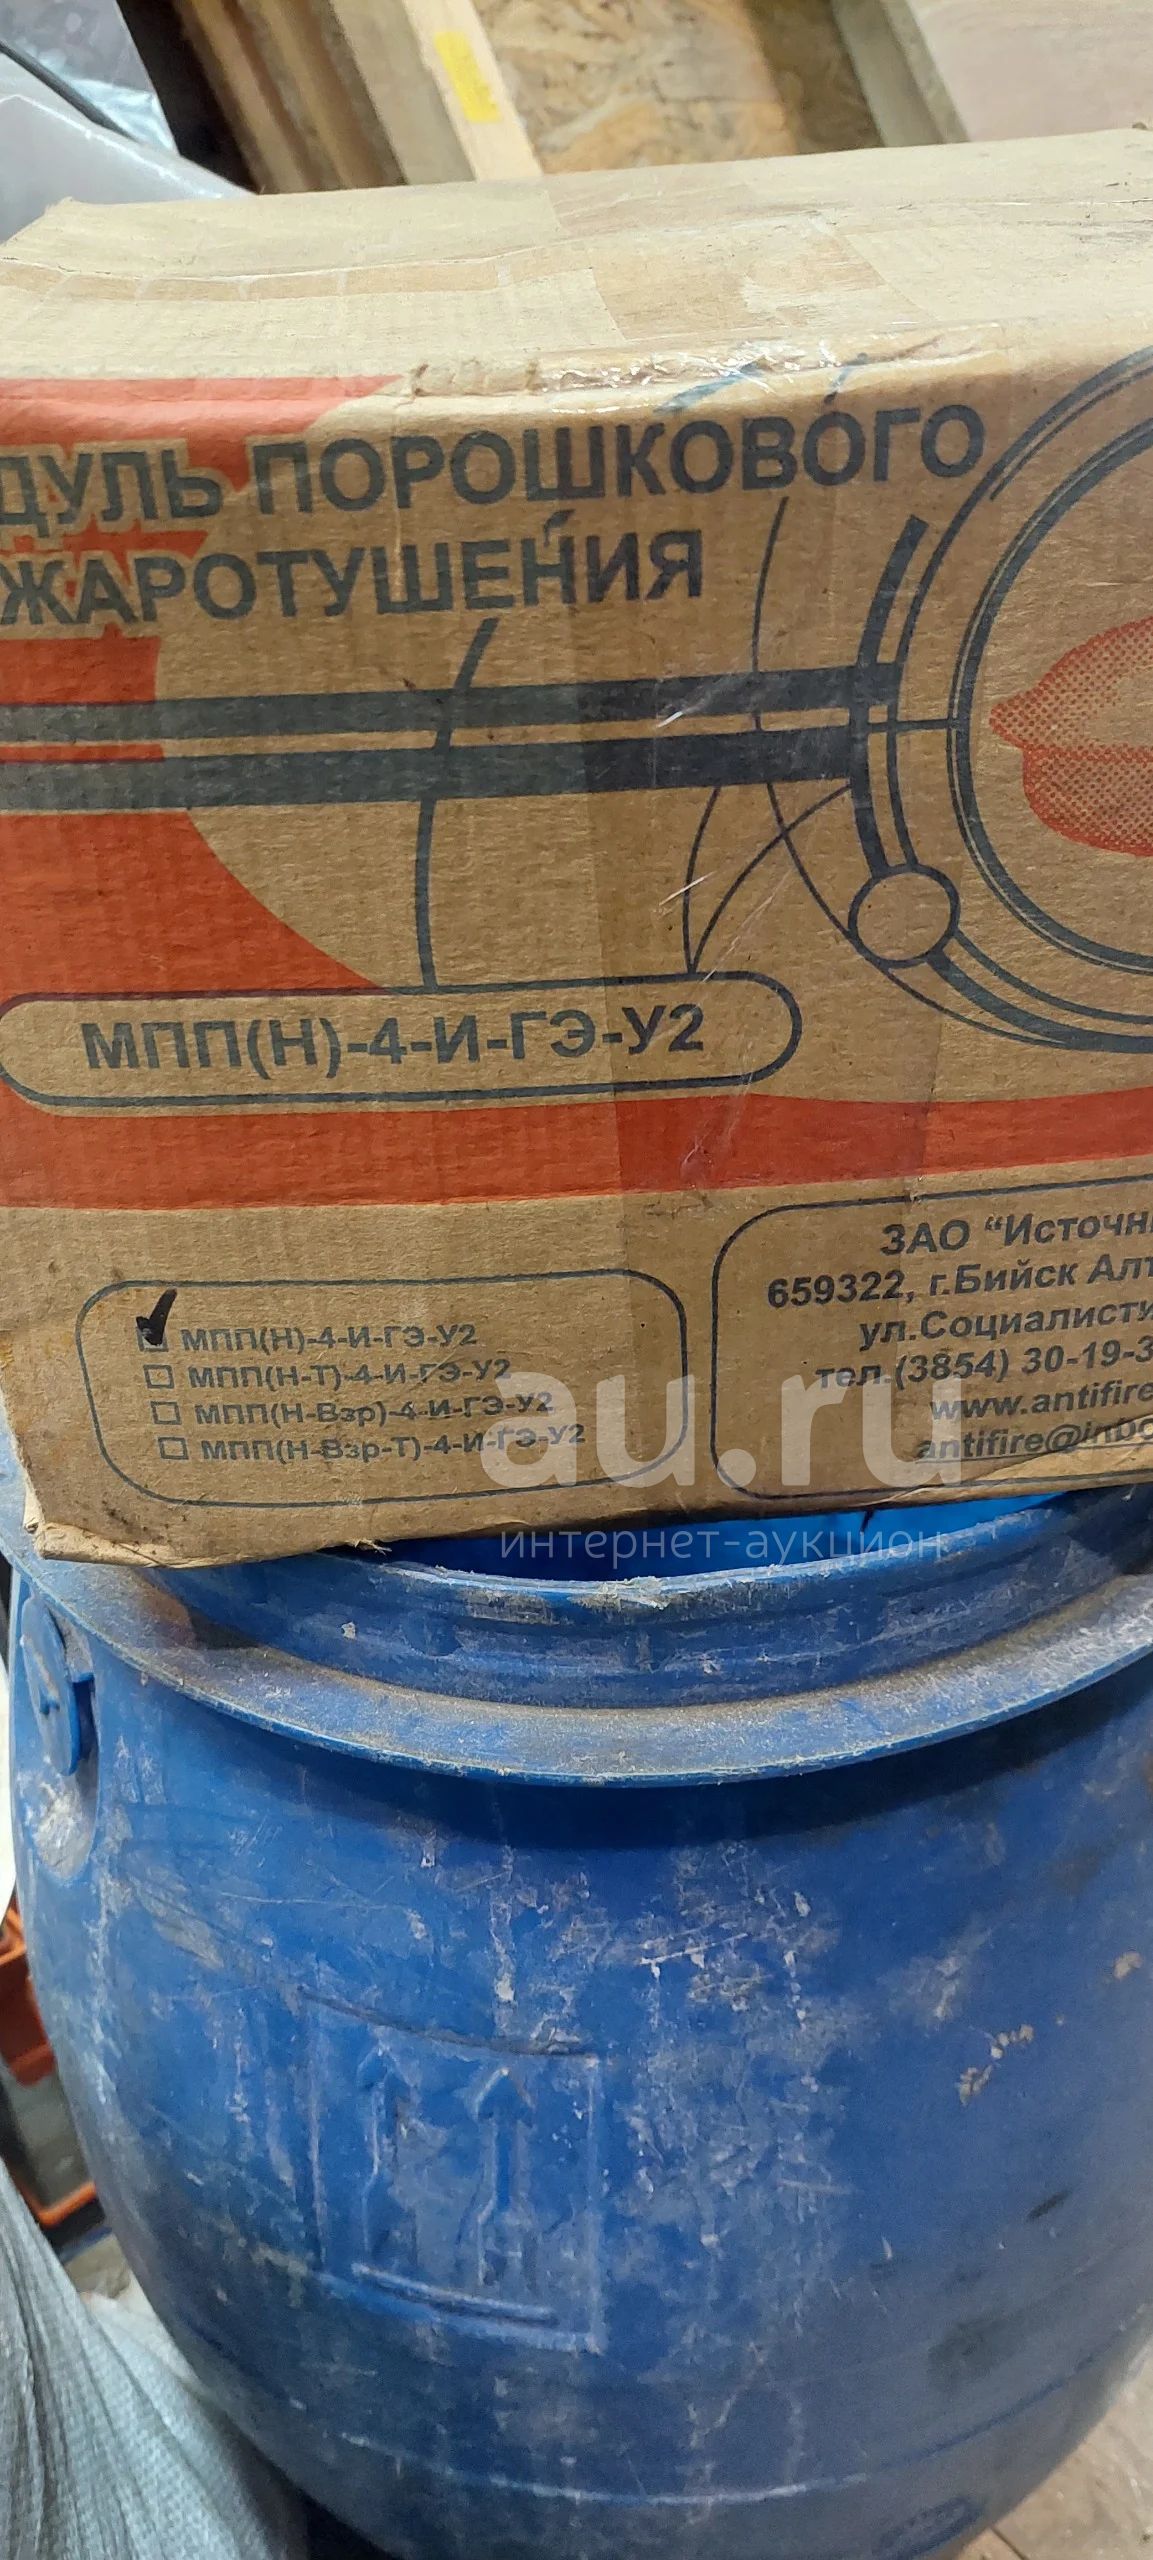 ДУЛЬ ПОРОШКОВОГО
ЖАРОТУШЕНИЯ
МПП(Н)-4-И-ГЭ-У2
МПП(Н)-4-И-ГЭ-У2
МПП(Н-Т)-4-И-ГЭ-У2
МПП(Н-Взр)-4-И-ГЭ-У2
МПП(Н-Взр-Т)-4-И-ГЭ-У2
ЗАО “Источн
659322, г.Бийск Алт
ул.Социалисти
тел.(3854) 30-19-3
www.antifire
antifire@inbo
au.ru
интернет-аукцион